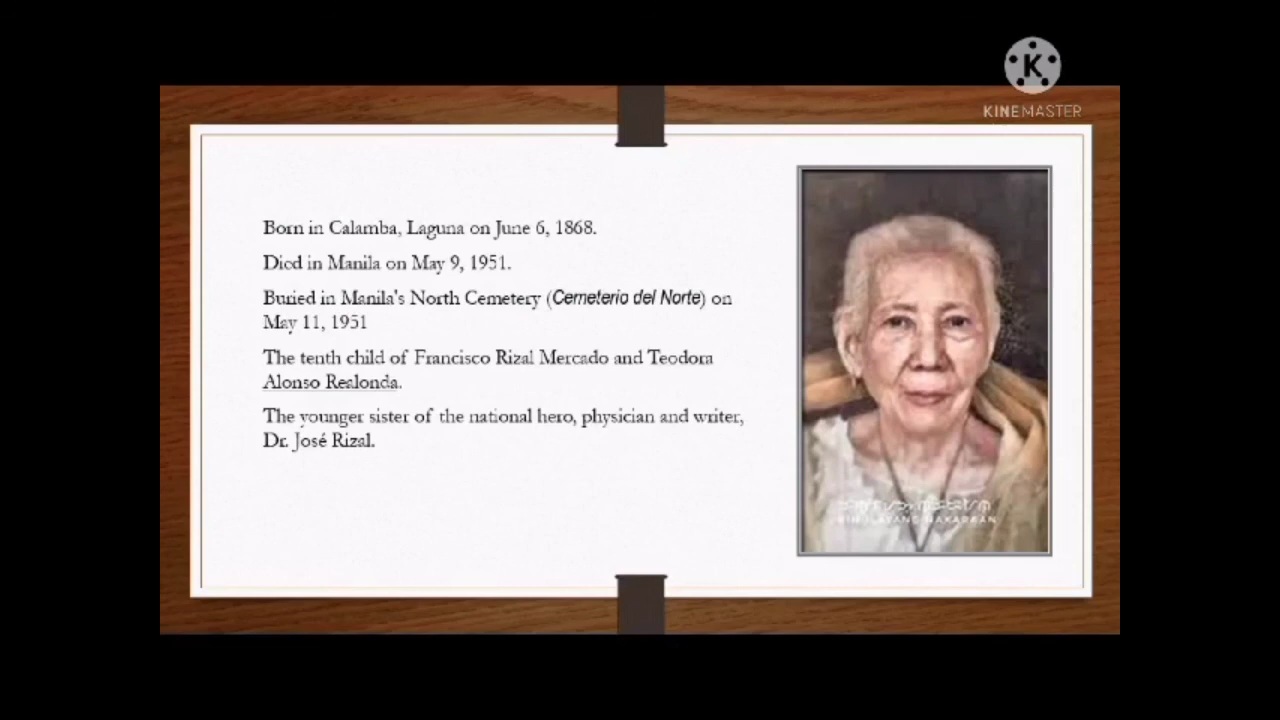 KINEMASTER
Born in Calamba, Laguna on June 6, 1868.
Died in Manila on May 9, 1951.
Buried in Manila's North Cemetery (Cemeterio del Norte) on
May 11, 1951
The tenth child of Francisco Rizal Mercado and Teodora
Alonso Realonda.
The younger sister of the national hero, physician and writer,
Dr. José Rizal.